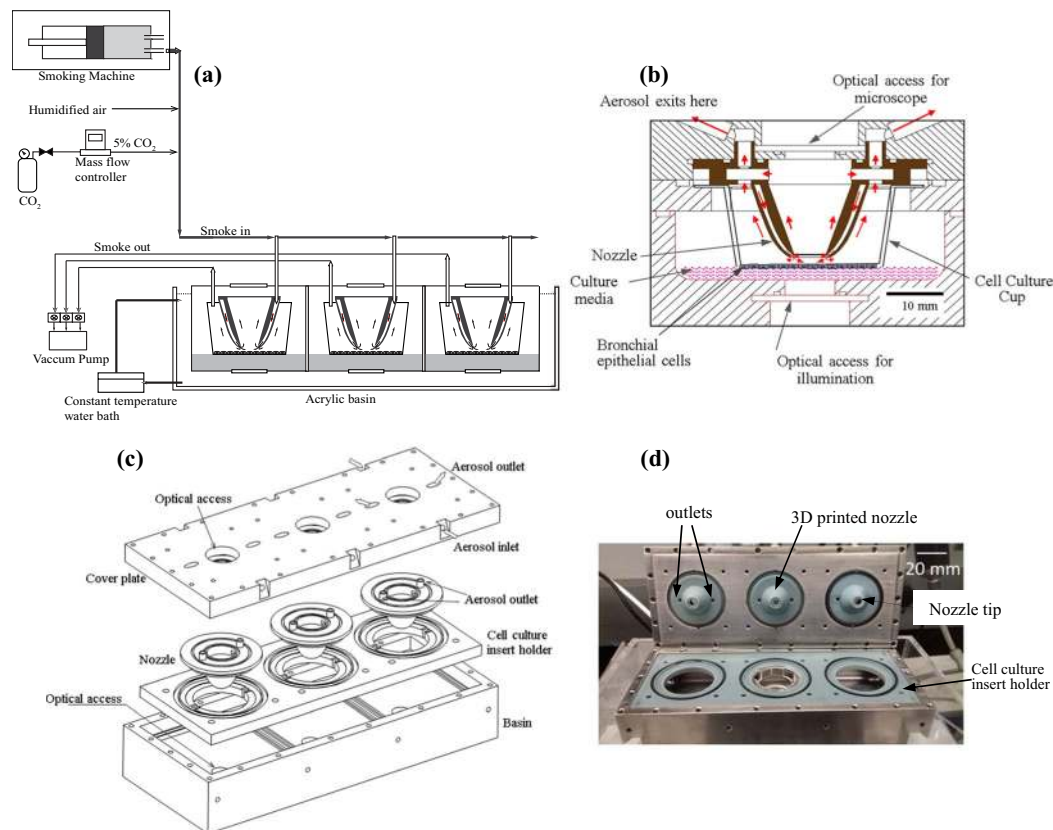 (a)
Smoking Machine
Humidified air
5% CO2
Mass flow
controller
CO2
Smoke in
Smoke out
Vaccum Pump
Constant temperature
water bath
Acrylic basin
(b)
Optical access for
microscope
Aerosol exits here
Nozzle
Culture
media
Cell Culture
Cup
10 mm
Bronchial
epithelial cells
Optical access for
illumination
(c)
Aerosol outlet
Optical access
Aerosol inlet
Cover plate
Aerosol outlet
Cell culture
insert holder
Nozzle
Optical access
Basin
(d)
outlets
3D printed nozzle
20 mm
Nozzle tip
Cell culture
insert holder